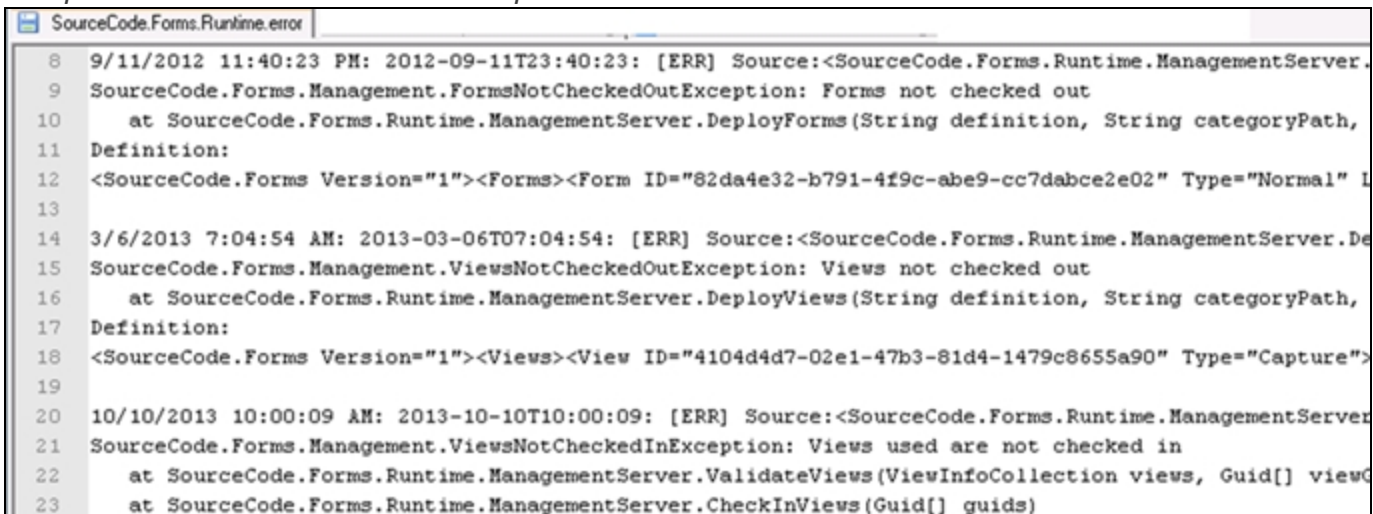 SourceCode.Forms.Runtime.error
8 9/11/2012 11:40:23 PM: 2012-09-11T23:40:23: [ERR] Source:<SourceCode.Forms.Runtime.ManagementServer.
9 SourceCode.Forms.Management.FormsNotCheckedOutException: Forms not checked out
10 at SourceCode.Forms.Runtime.ManagementServer.DeployForms(String definition, String categoryPath,
11 Definition:
12 <SourceCode.Forms Version="1"><Forms><Form ID="82da4e32-b791-4f9c-abe9-cc7dabce2e02" Type="Normal" L
13
14 3/6/2013 7:04:54 AM: 2013-03-06T07:04:54: [ERR] Source:<SourceCode.Forms.Runtime.ManagementServer.De
15 SourceCode.Forms.Management.ViewsNotCheckedOutException: Views not checked out
16 at SourceCode.Forms.Runtime.ManagementServer.DeployViews(String definition, String categoryPath,
17 Definition:
18 <SourceCode.Forms Version="1"><Views><View ID="4104d4d7-02e1-47b3-81d4-1479c8655a90" Type="Capture">
19
20 10/10/2013 10:00:09 AM: 2013-10-10T10:00:09: [ERR] Source:<SourceCode.Forms.Runtime.ManagementServer
21 SourceCode.Forms.Management.ViewsNotCheckedInException: Views used are not checked in
22 at SourceCode.Forms.Runtime.ManagementServer.ValidateViews(ViewInfoCollection views, Guid[] viewG
23 at SourceCode.Forms.Runtime.ManagementServer.CheckInViews(Guid[] guids)